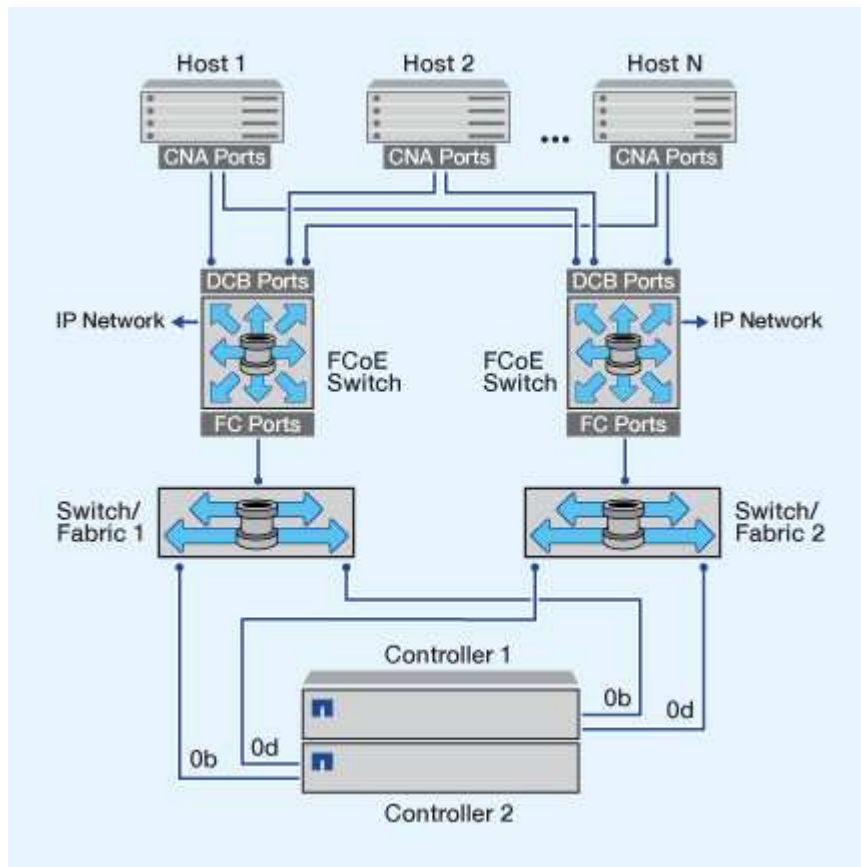 Host 1
Host 2
Host N
CNA Ports
CNA Ports
...
CNA Ports
DCB Ports
DCB Ports
IP Network
IP Network
FCoE
Switch
FCoE
Switch
FC Ports
FC Ports
Switch/
Fabric 1
Switch/
Fabric 2
Controller 1
0b
0d
0d
0b
Controller 2